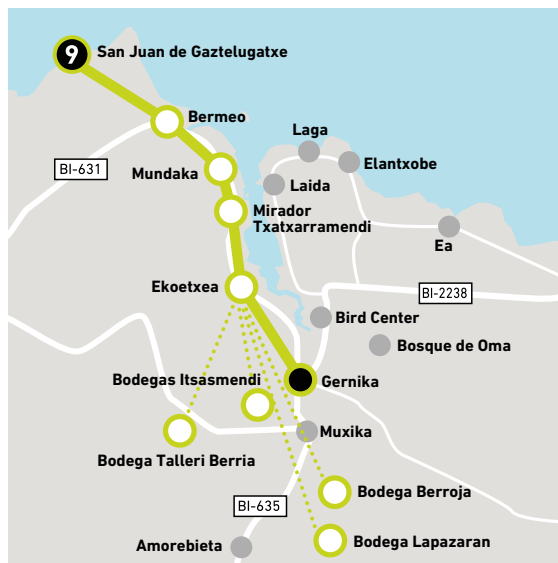 9
San Juan de Gaztelugatxe
Bermeo
Laga
Elantxobe
BI-631
Mundaka
Laida
Mirador
Txatxarramendi
Ea
Ekoetxea
BI-2238
Bird Center
Bosque de Oma
Bodegas Itsasmendi
Gernika
Muxika
Bodega Talleri Berria
Bodega Berroja
BI-635
Bodega Lapazaran
Amorebieta